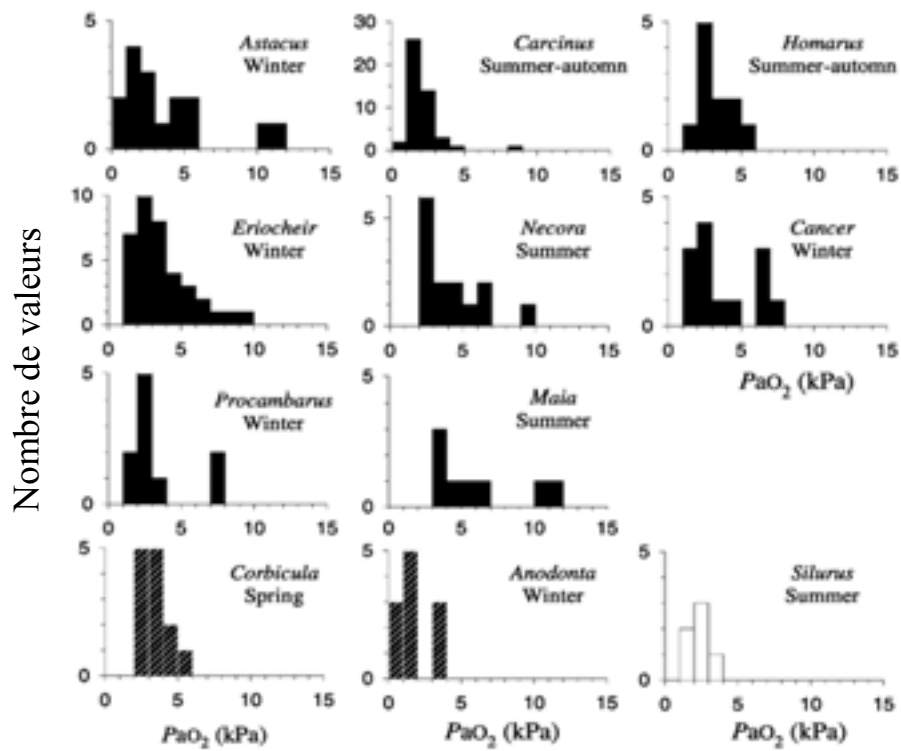 Nombre de valeurs
5
0
0 5 10 15
Astacus
Winter
30
20
10
0
0 5 10 15
Carcinus
Summer-automn
5
0
0 5 10 15
Homarus
Summer-automn
10
5
0
0 5 10 15
Eriocheir
Winter
5
0
0 5 10 15
Necora
Summer
5
0
0 5 10 15
Cancer
Winter
PaO2 (kPa)
5
0
0 5 10 15
Procambarus
Winter
5
0
0 5 10 15
Maia
Summer
5
0
0 5 10 15
Corbicula
Spring
PaO2 (kPa)
5
0
0 5 10 15
Anodonta
Winter
PaO2 (kPa)
5
0
0 5 10 15
Silurus
Summer
PaO2 (kPa)